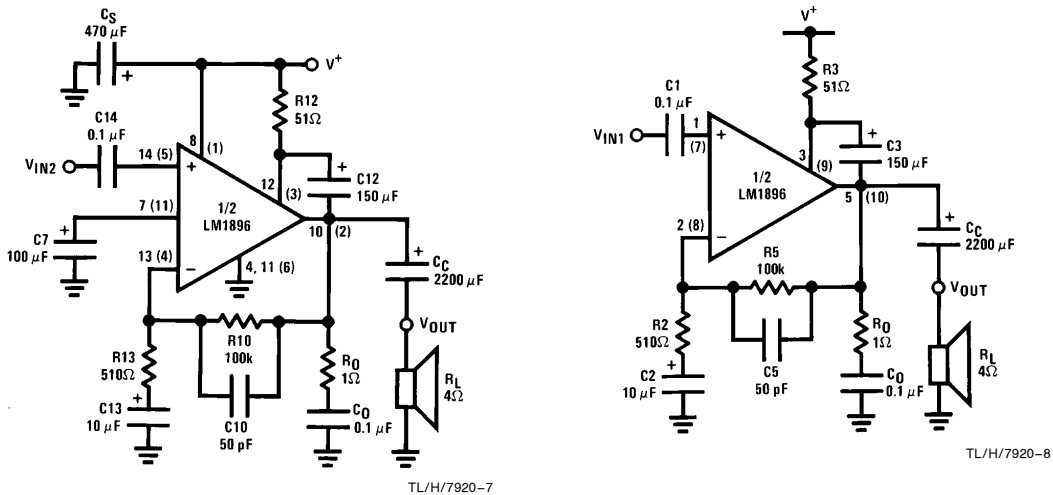 C_S
470 μF
V⁺
C14
0.1 μF
R12
51Ω
8 (1)
V_IN2
14 (5)
+
12
(3)
+
C12
150 μF
7 (11)
1/2
LM1896
10 (2)
+
C7
100 μF
13 (4)
−
4, 11 (6)
+
C_C
2200 μF
V_OUT
R10
100k
R13
510Ω
R_O
1Ω
R_L
4Ω
+
C13
10 μF
C10
50 pF
C_O
0.1 μF
TL/H/7920–7
V⁺
R3
51Ω
C1
0.1 μF
V_IN1
1
(7)
+
3
(9)
+
C3
150 μF
1/2
LM1896
5 (10)
2 (8)
−
+
C_C
2200 μF
R5
100k
V_OUT
R2
510Ω
R_O
1Ω
+
C2
10 μF
C5
50 pF
C_O
0.1 μF
R_L
4Ω
TL/H/7920–8